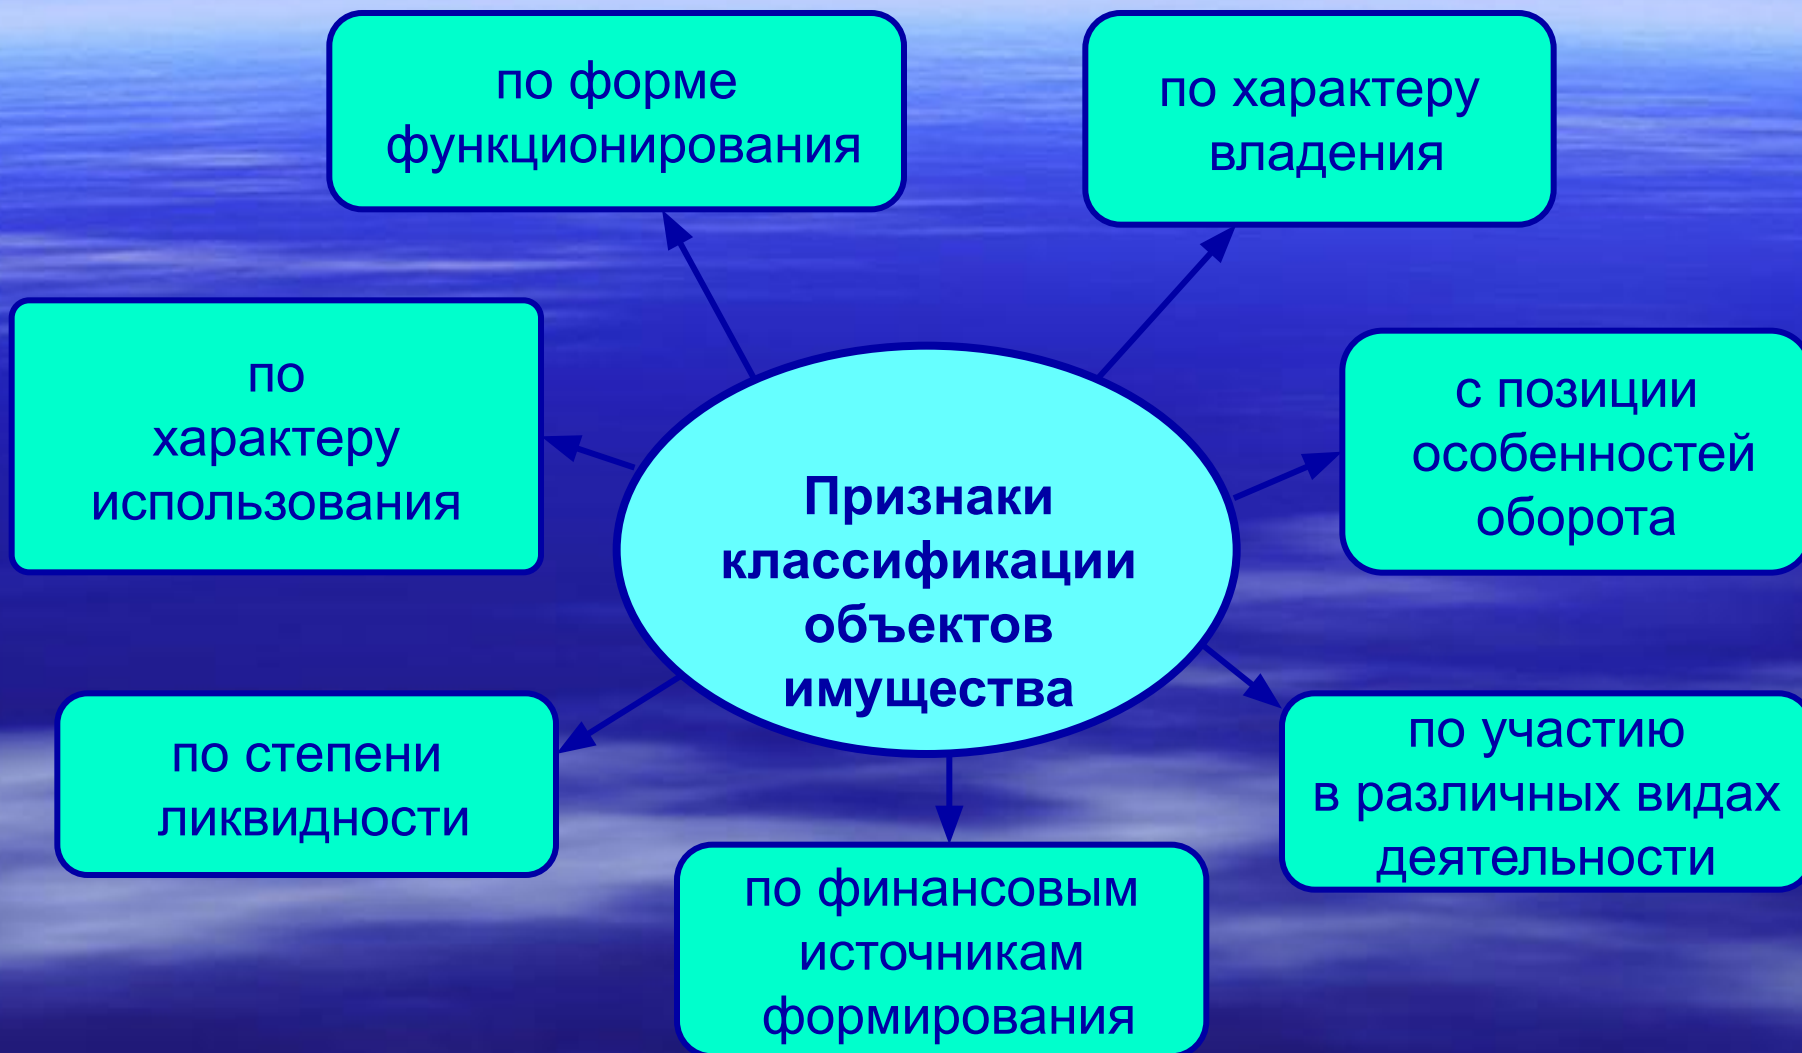 по форме
функционирования
по характеру
владения
по
характеру
использования
с позиции
особенностей
оборота
Признаки
классификации
объектов
имущества
по степени
ликвидности
по участию
в различных видах
деятельности
по финансовым
источникам
формирования